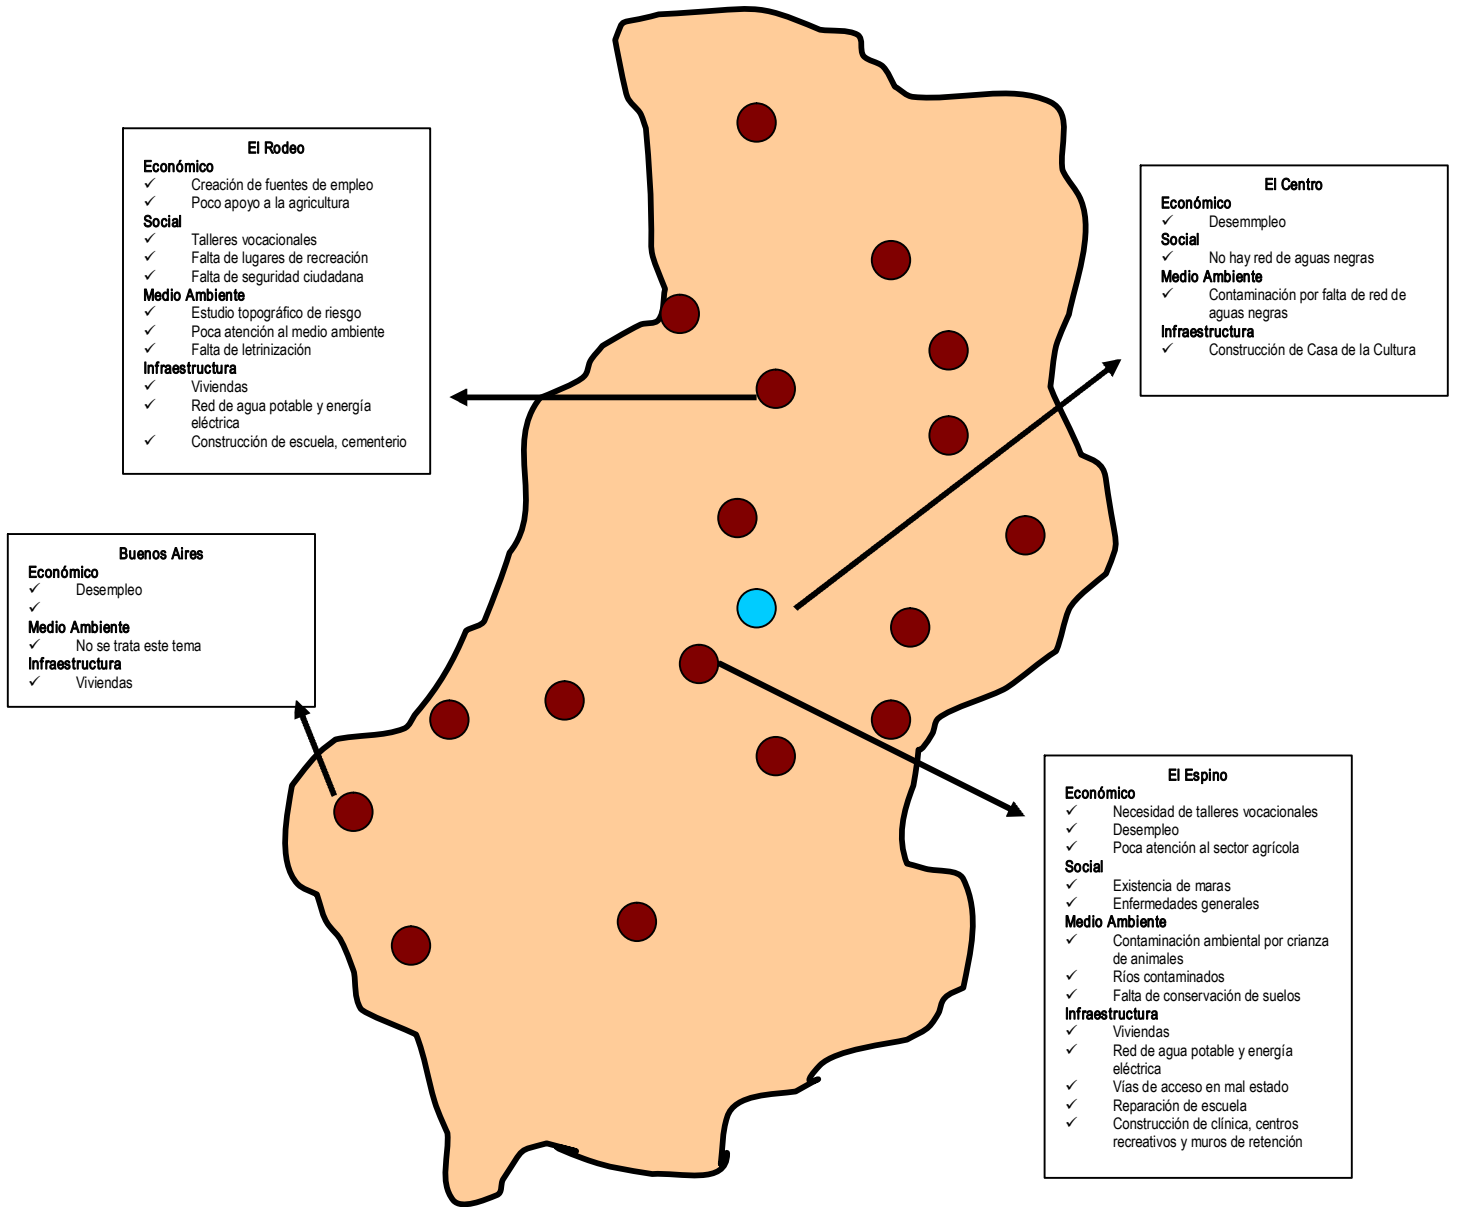 El Rodeo
Económico
✓ Creación de fuentes de empleo
✓ Poco apoyo a la agricultura
Social
✓ Talleres vocacionales
✓ Falta de lugares de recreación
✓ Falta de seguridad ciudadana
Medio Ambiente
✓ Estudio topográfico de riesgo
✓ Poca atención al medio ambiente
✓ Falta de letrinización
Infraestructura
✓ Viviendas
✓ Red de agua potable y energía
eléctrica
✓ Construcción de escuela, cementerio
El Centro
Económico
✓ Desemmpleo
Social
✓ No hay red de aguas negras
Medio Ambiente
✓ Contaminación por falta de red de
aguas negras
Infraestructura
✓ Construcción de Casa de la Cultura
Buenos Aires
Económico
✓ Desempleo
✓
Medio Ambiente
✓ No se trata este tema
Infraestructura
✓ Viviendas
El Espino
Económico
✓ Necesidad de talleres vocacionales
✓ Desempleo
✓ Poca atención al sector agrícola
Social
✓ Existencia de maras
✓ Enfermedades generales
Medio Ambiente
✓ Contaminación ambiental por crianza
de animales
✓ Ríos contaminados
✓ Falta de conservación de suelos
Infraestructura
✓ Viviendas
✓ Red de agua potable y energía
eléctrica
✓ Vías de acceso en mal estado
✓ Reparación de escuela
✓ Construcción de clínica, centros
recreativos y muros de retención